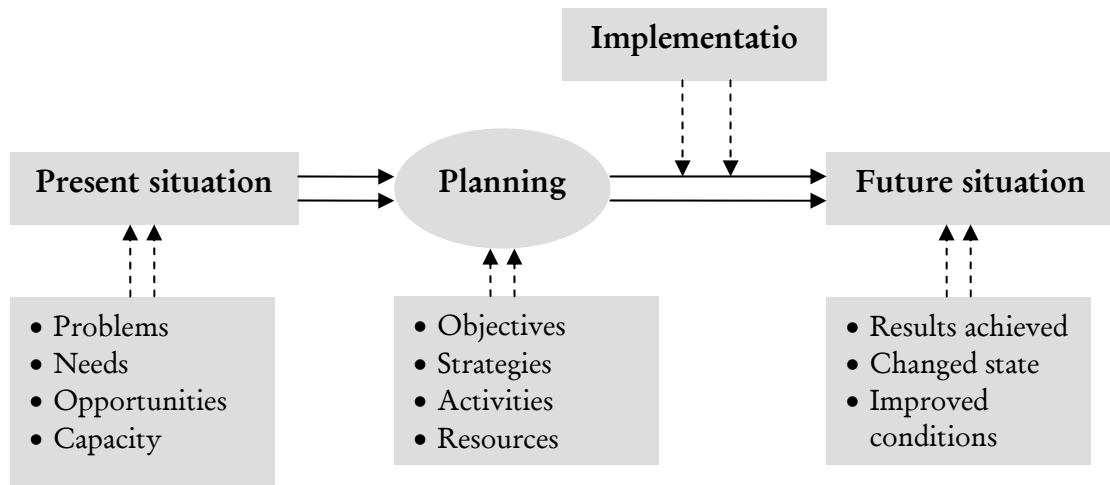 Implementatio
Present situation
Planning
Future situation
• Problems
• Needs
• Opportunities
• Capacity
• Objectives
• Strategies
• Activities
• Resources
• Results achieved
• Changed state
• Improved
conditions